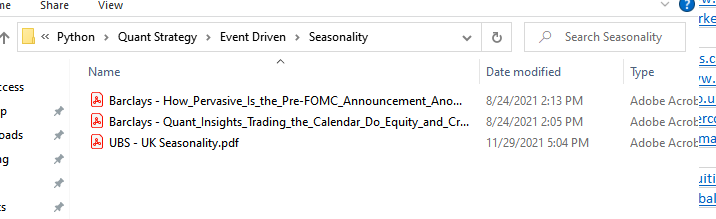 me Share View
Python > Quant Strategy > Event Driven > Seasonality Search Seasonality
Name Date modified Type
Barclays - How_Pervasive_Is_the_Pre-FOMC_Announcement_Ano... 8/24/2021 2:13 PM Adobe Acrob
Barclays - Quant_Insights_Trading_the_Calendar_Do_Equity_and_Cr... 8/24/2021 2:05 PM Adobe Acrob
UBS - UK Seasonality.pdf 11/29/2021 5:04 PM Adobe Acrob